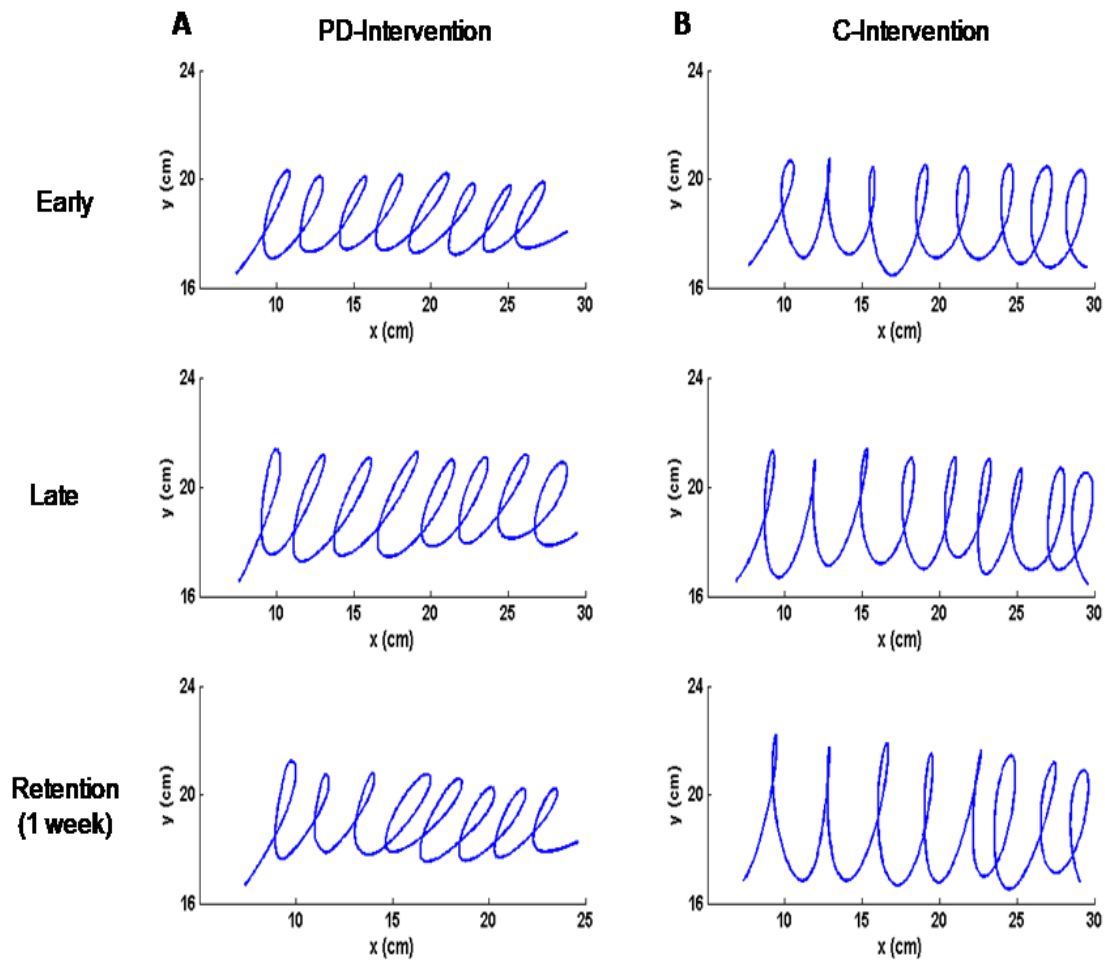 A PD-Intervention
B C-Intervention
Early
24
20
16
y (cm)
10 15 20 25 30
x (cm)
24
20
16
y (cm)
10 15 20 25 30
x (cm)
Late
24
20
16
y (cm)
10 15 20 25 30
x (cm)
24
20
16
y (cm)
10 15 20 25 30
x (cm)
Retention
(1 week)
24
20
16
y (cm)
10 15 20 25
x (cm)
24
20
16
y (cm)
10 15 20 25 30
x (cm)